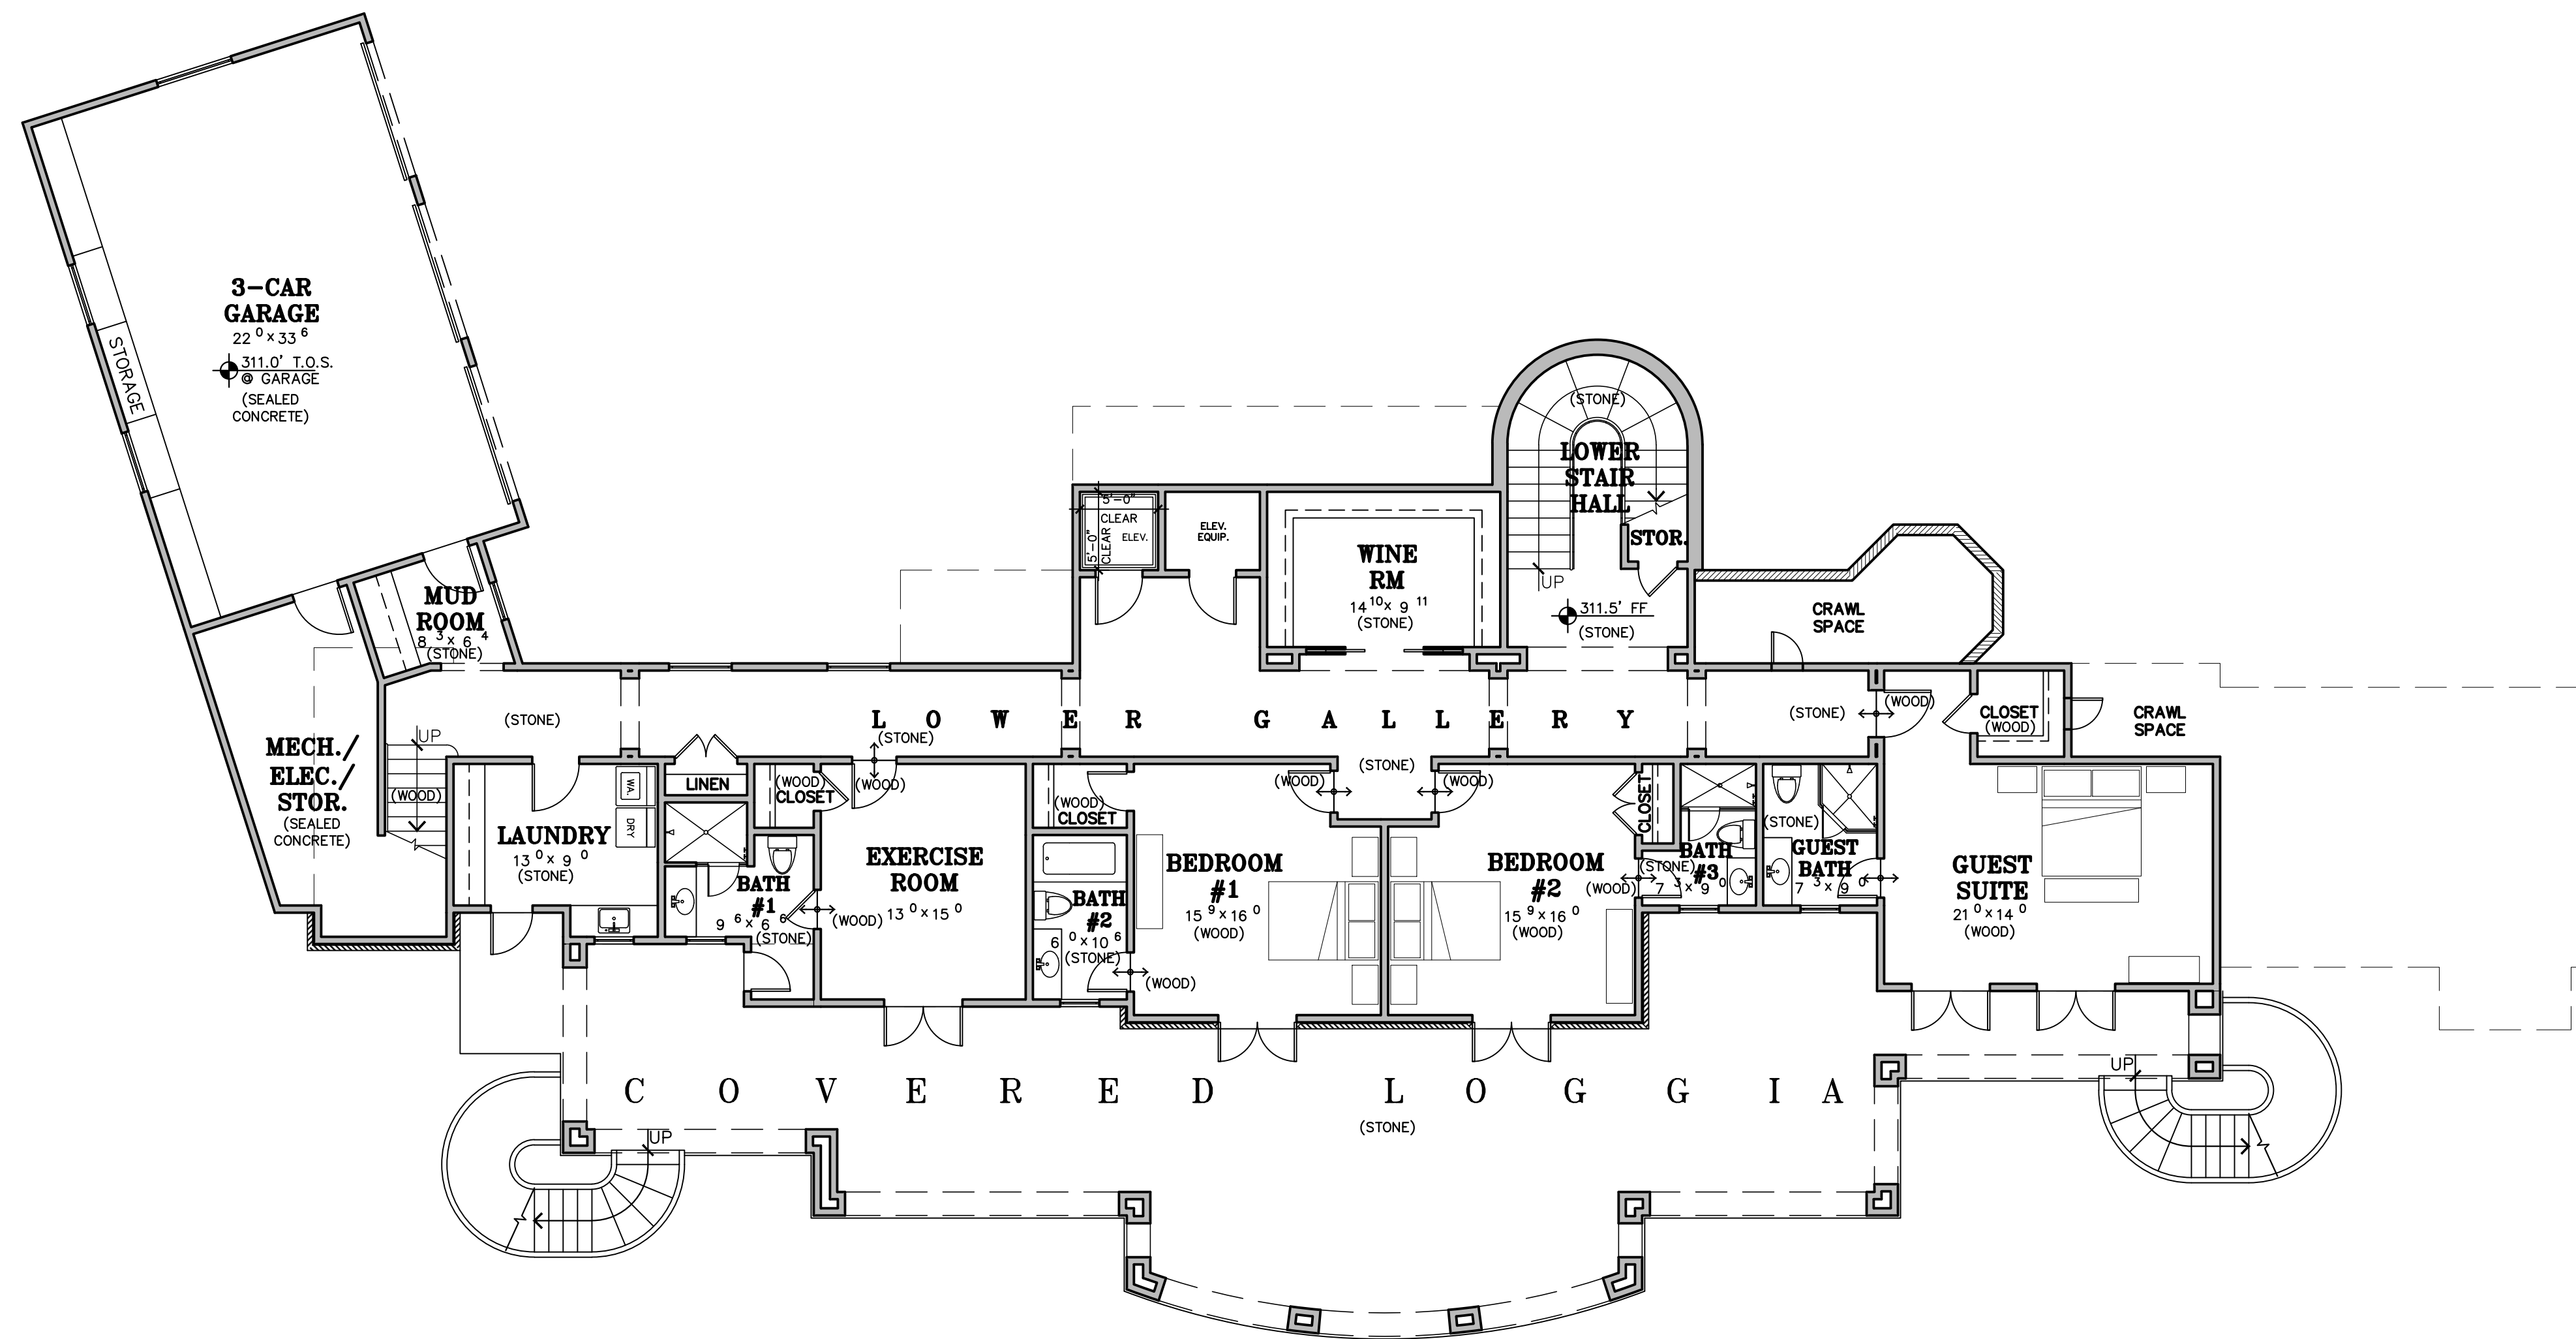 3-CAR
GARAGE
22 0 x 33 6
311.0' T.O.S.
@ GARAGE
(SEALED
CONCRETE)
STORAGE
MUD
ROOM
8 3 x 6 4
(STONE)
MECH./
ELEC./
STOR.
(SEALED
CONCRETE)
UP
(WOOD)
(STONE)
LAUNDRY
13 0 x 9 0
(STONE)
WA.
DRY
LINEN
BATH
#1
9 6 x 6 6
(STONE)
(WOOD)
CLOSET
(WOOD)
(STONE)
EXERCISE
ROOM
13 0 x 15 0
(WOOD)
LOWER GALLERY
5'-0"
CLEAR
5'-0"
CLEAR
ELEV.
ELEV.
EQUIP.
WINE
RM
14 10 x 9 11
(STONE)
(STONE)
LOWER
STAIR
HALL
STOR.
UP
311.5' FF
(STONE)
CRAWL
SPACE
(WOOD)
CLOSET
BATH
#2
6 0 x 10 6
(STONE)
(WOOD)
BEDROOM
#1
15 9 x 16 0
(WOOD)
(WOOD)
(STONE)
(WOOD)
BEDROOM
#2
15 9 x 16 0
(WOOD)
(WOOD)
CLOSET
BATH
#3
(STONE)
7 3 x 9 0
(STONE)
GUEST
BATH
7 3 x 9 0
(STONE)
(WOOD)
CLOSET
(WOOD)
CRAWL
SPACE
GUEST
SUITE
21 0 x 14 0
(WOOD)
COVERED LOGGIA
(STONE)
UP
UP